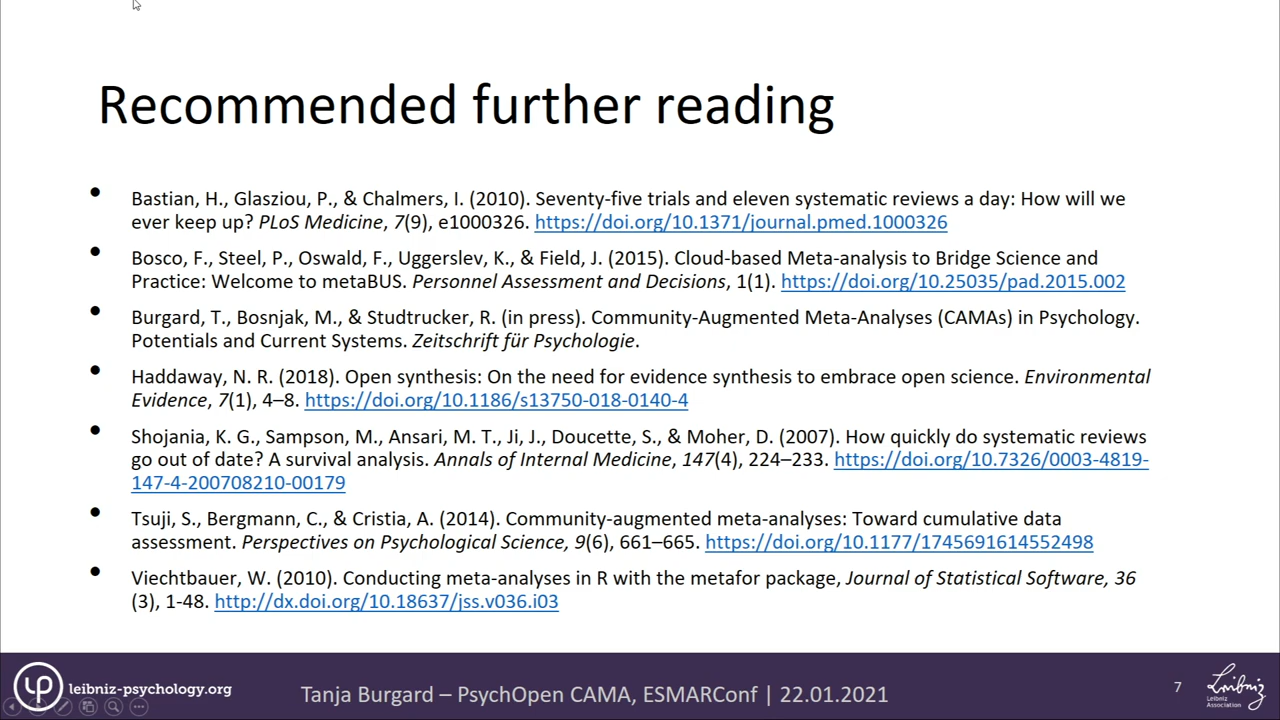 Recommended further reading
• Bastian, H., Glasziou, P., & Chalmers, I. (2010). Seventy-five trials and eleven systematic reviews a day: How will we
ever keep up? PLoS Medicine, 7(9), e1000326. https://doi.org/10.1371/journal.pmed.1000326
• Bosco, F., Steel, P., Oswald, F., Uggerslev, K., & Field, J. (2015). Cloud-based Meta-analysis to Bridge Science and
Practice: Welcome to metaBUS. Personnel Assessment and Decisions, 1(1). https://doi.org/10.25035/pad.2015.002
• Burgard, T., Bosnjak, M., & Studtrucker, R. (in press). Community-Augmented Meta-Analyses (CAMAs) in Psychology.
Potentials and Current Systems. Zeitschrift für Psychologie.
• Haddaway, N. R. (2018). Open synthesis: On the need for evidence synthesis to embrace open science. Environmental
Evidence, 7(1), 4–8. https://doi.org/10.1186/s13750-018-0140-4
• Shojania, K. G., Sampson, M., Ansari, M. T., Ji, J., Doucette, S., & Moher, D. (2007). How quickly do systematic reviews
go out of date? A survival analysis. Annals of Internal Medicine, 147(4), 224–233. https://doi.org/10.7326/0003-4819-
147-4-200708210-00179
• Tsuji, S., Bergmann, C., & Cristia, A. (2014). Community-augmented meta-analyses: Toward cumulative data
assessment. Perspectives on Psychological Science, 9(6), 661–665. https://doi.org/10.1177/1745691614552498
• Viechtbauer, W. (2010). Conducting meta-analyses in R with the metafor package, Journal of Statistical Software, 36
(3), 1-48. http://dx.doi.org/10.18637/jss.v036.i03
leibniz-psychology.org
Tanja Burgard – PsychOpen CAMA, ESMARConf | 22.01.2021
7
Leibniz
Leibniz
Association